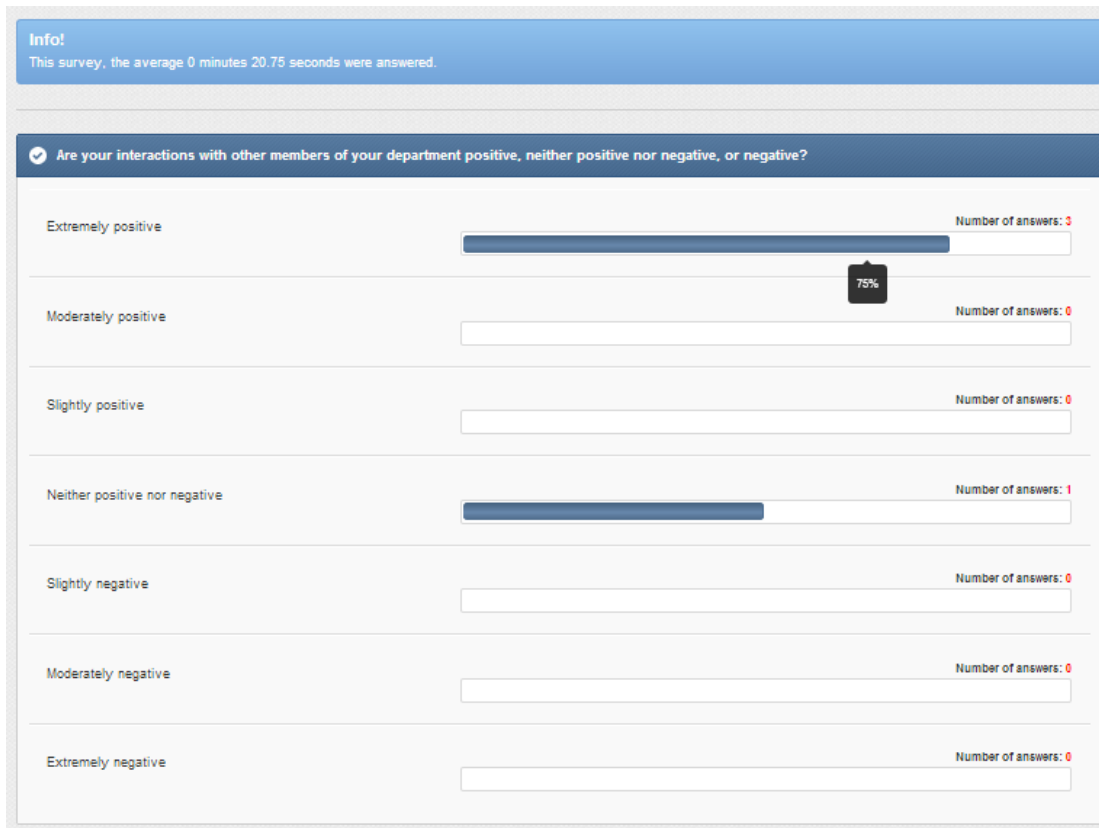 Info!
This survey, the average 0 minutes 20.75 seconds were answered.
Are your interactions with other members of your department positive, neither positive nor negative, or negative?
Extremely positive
Number of answers: 3
75%
Moderately positive
Number of answers: 0
Slightly positive
Number of answers: 0
Neither positive nor negative
Number of answers: 1
Slightly negative
Number of answers: 0
Moderately negative
Number of answers: 0
Extremely negative
Number of answers: 0